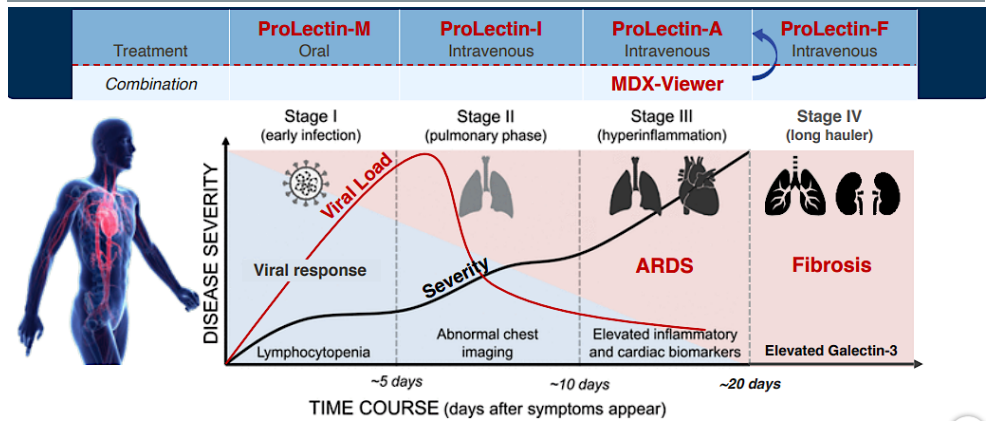 ProLectin-M ProLectin-I ProLectin-A ProLectin-F
Treatment Oral Intravenous Intravenous Intravenous
Combination MDX-Viewer
Stage I Stage II Stage III Stage IV
(early infection) (pulmonary phase) (hyperinflammation) (long hauler)
DISEASE SEVERITY
Viral Load
Viral response
Severity
ARDS
Fibrosis
Lymphocytopenia
Abnormal chest
imaging
Elevated inflammatory
and cardiac biomarkers
Elevated Galectin-3
~5 days ~10 days ~20 days
TIME COURSE (days after symptoms appear)